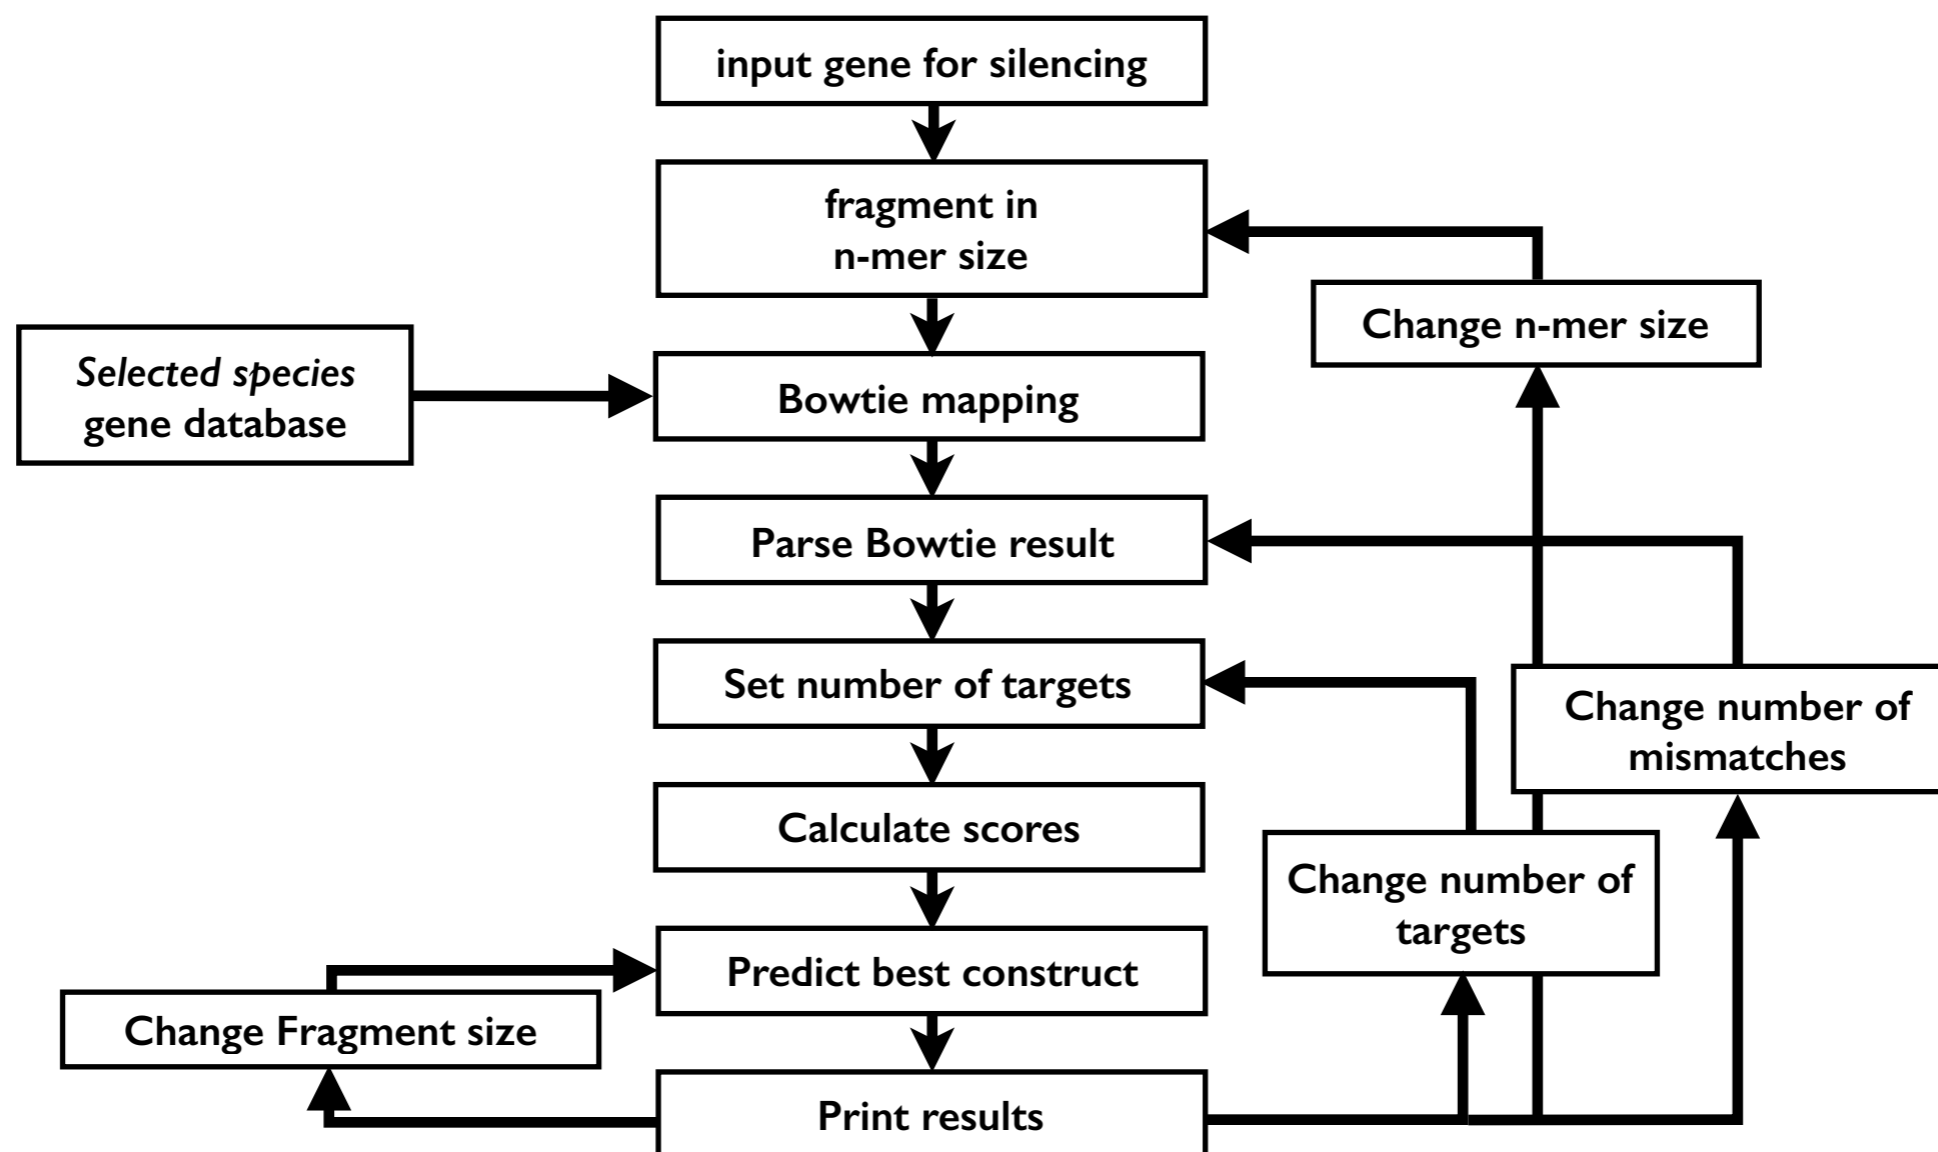 input gene for silencing
fragment in
n-mer size
Change n-mer size
Selected species
gene database
Bowtie mapping
Parse Bowtie result
Set number of targets
Change number of
mismatches
Calculate scores
Change number of
targets
Predict best construct
Change Fragment size
Print results